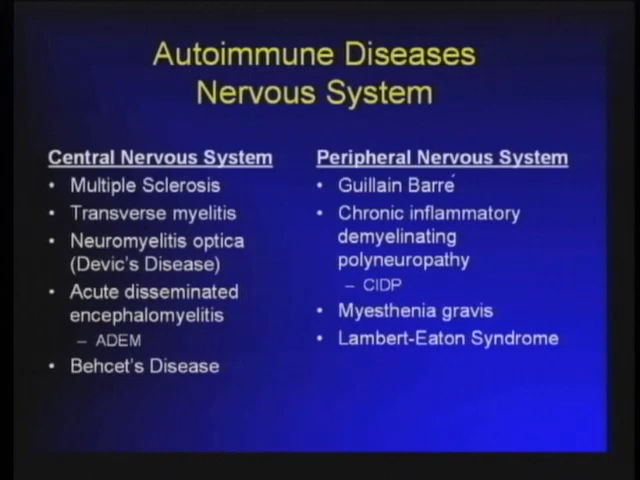 Autoimmune Diseases
Nervous System
Central Nervous System
• Multiple Sclerosis
• Transverse myelitis
• Neuromyelitis optica
(Devic's Disease)
• Acute disseminated
encephalomyelitis
– ADEM
• Behcet's Disease
Peripheral Nervous System
• Guillain Barré
• Chronic inflammatory
demyelinating
polyneuropathy
– CIDP
• Myesthenia gravis
• Lambert-Eaton Syndrome